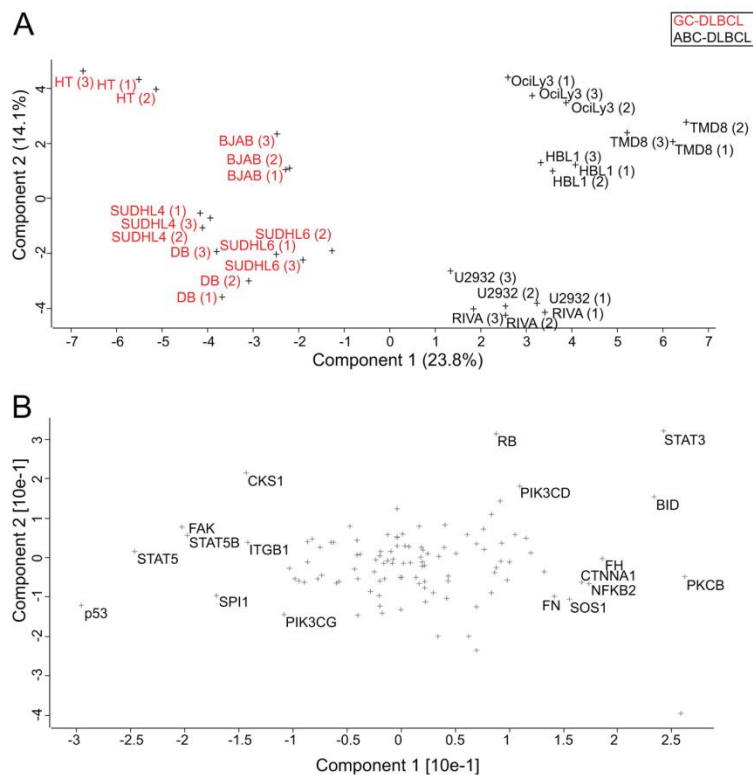 A
GC-DLBCL
ABC-DLBCL
HT (3)
HT (1)
HT (2)
OciLy3 (1)
OciLy3 (3)
OciLy3 (2)
BJAB (3)
BJAB (2)
BJAB (1)
TMD8 (2)
TMD8 (3)
TMD8 (1)
HBL1 (3)
HBL1 (1)
HBL1 (2)
SUDHL4 (1)
SUDHL4 (3)
SUDHL4 (2)
SUDHL6 (2)
DB (3)
SUDHL6 (1)
SUDHL6 (3)
DB (2)
DB (1)
U2932 (3)
U2932 (2)
U2932 (1)
RIVA (3)
RIVA (2)
RIVA (1)
4
2
0
-2
-4
Component 2 (14.1%)
-7 -6 -5 -4 -3 -2 -1 0 1 2 3 4 5 6 7
Component 1 (23.8%)
B
RB
STAT3
CKS1
PIK3CD
BID
FAK
STAT5B
ITGB1
STAT5
FH
CTNNA1
NFKB2
PKCB
SPI1
FN
SOS1
p53
PIK3CG
3
2
1
0
-1
-2
-3
-4
Component 2 [10e-1]
-3 -2.5 -2 -1.5 -1 -0.5 0 0.5 1 1.5 2 2.5
Component 1 [10e-1]